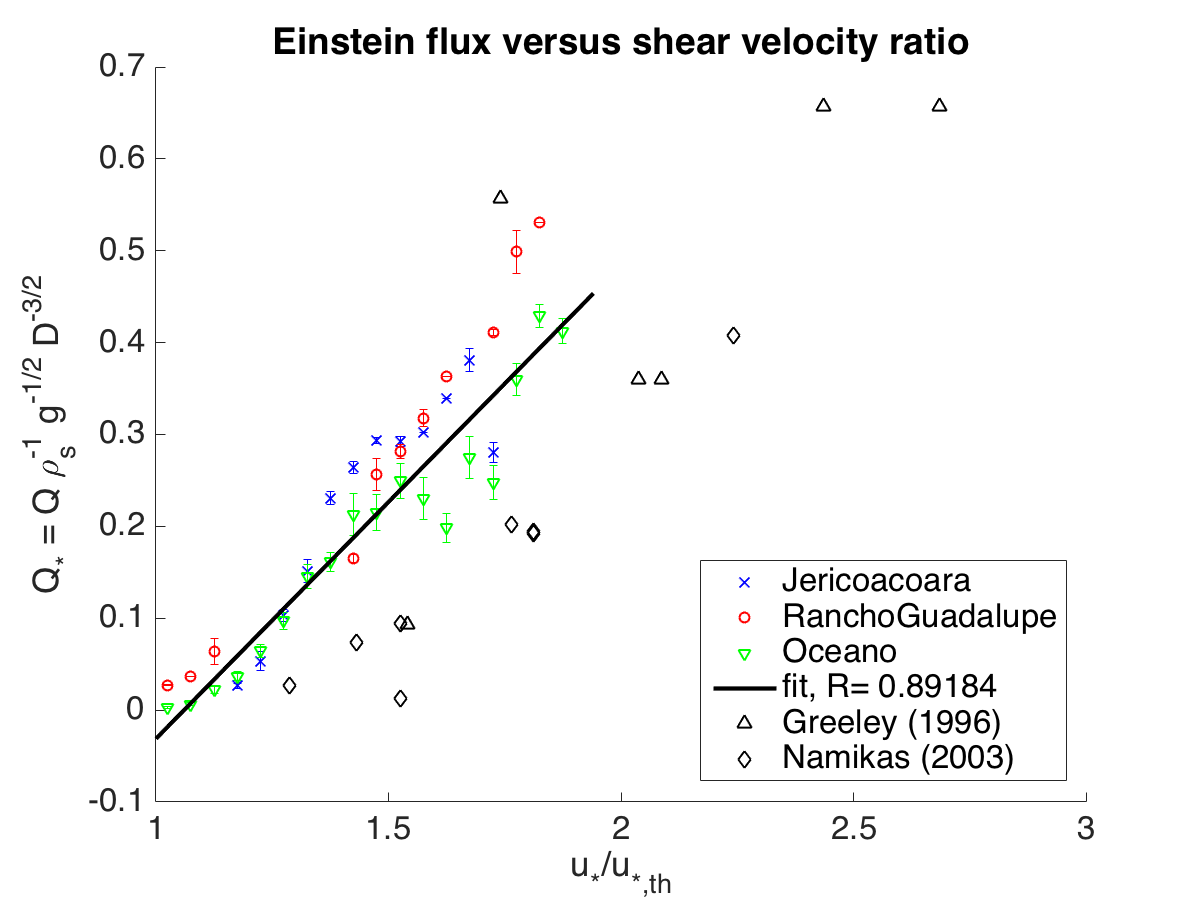 Einstein flux versus shear velocity ratio
0.7
0.6
0.5
0.4
0.3
0.2
0.1
0
-0.1
Q* = Q ρs^-1 g^-1/2 D^-3/2
1 1.5 2 2.5 3
u*/u*,th
Jericoacoara
RanchoGuadalupe
Oceano
fit, R= 0.89184
Greeley (1996)
Namikas (2003)